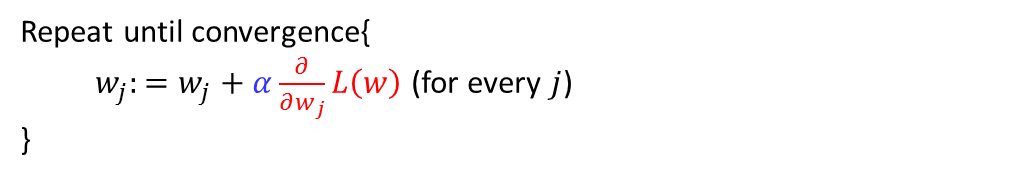 Repeat until convergence{
w_j := w_j + α ∂/∂w_j L(w) (for every j)
}